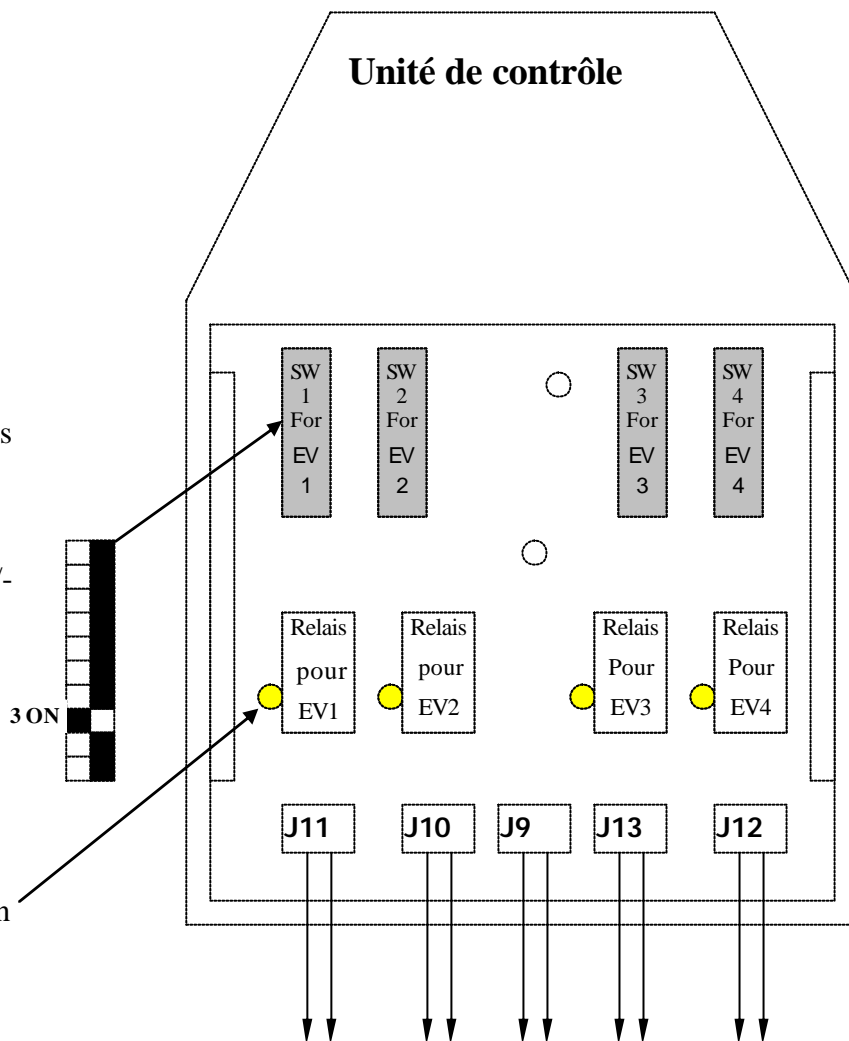 Unité de contrôle
SW
1
For
EV
1
SW
2
For
EV
2
SW
3
For
EV
3
SW
4
For
EV
4
s
/-
3 ON
Relais
pour
EV1
Relais
pour
EV2
Relais
Pour
EV3
Relais
Pour
EV4
J11
J10
J9
J13
J12